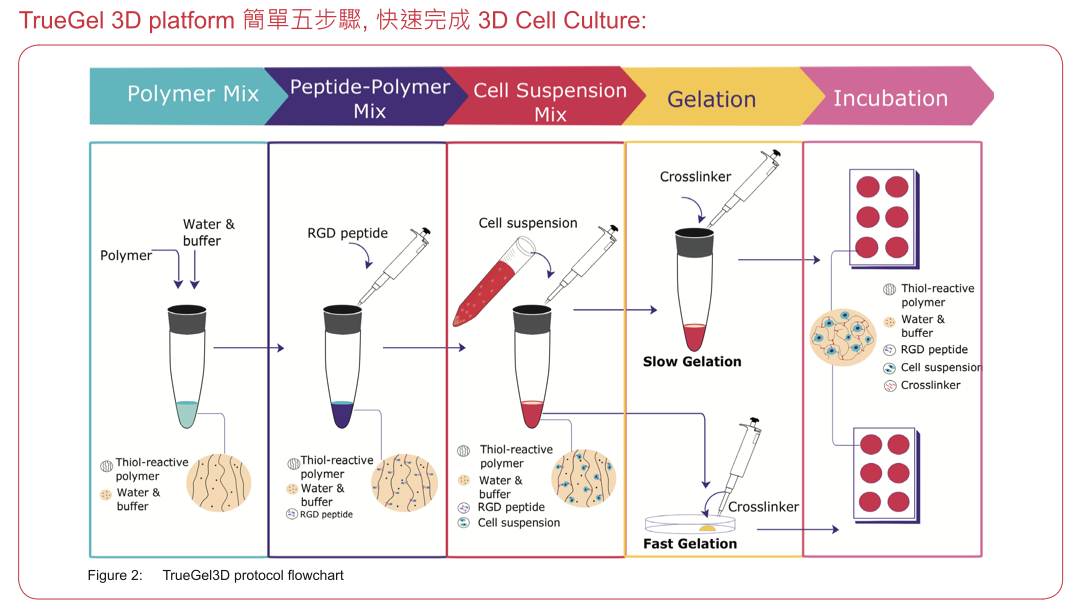 TrueGel 3D platform 簡單五步驟, 快速完成 3D Cell Culture:
Polymer Mix
Peptide-Polymer
Mix
Cell Suspension
Mix
Gelation
Incubation
Polymer
Water &
buffer
Thiol-reactive
polymer
Water &
buffer
RGD peptide
Thiol-reactive
polymer
Water &
buffer
RGD peptide
Cell suspension
Thiol-reactive
polymer
Water &
buffer
RGD peptide
Cell suspension
Crosslinker
Slow Gelation
Crosslinker
Fast Gelation
Thiol-reactive
polymer
Water &
buffer
RGD peptide
Cell suspension
Crosslinker
Figure 2: TrueGel3D protocol flowchart